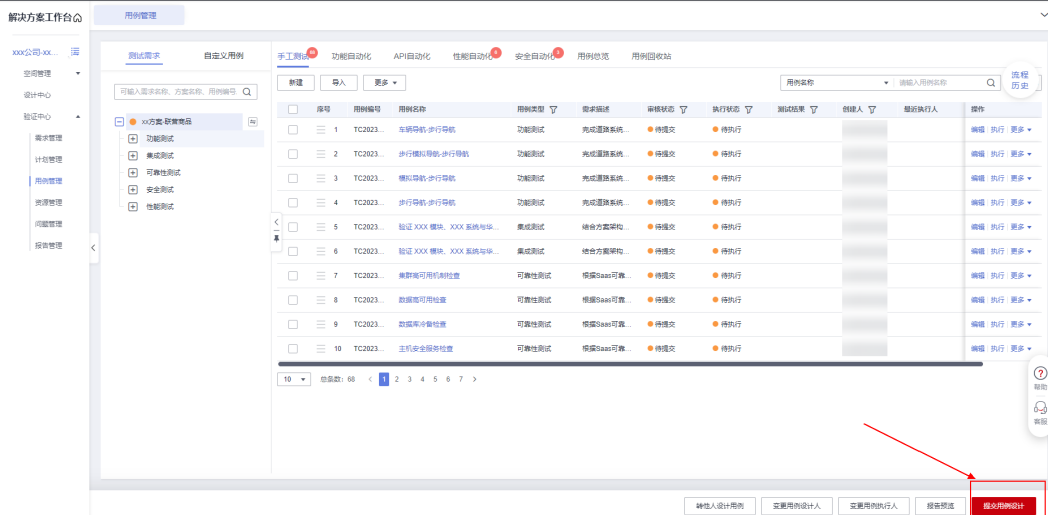 解决方案工作台
用例管理
xxx公司-xx...
空间管理
设计中心
验证中心
需求管理
计划管理
用例管理
资源管理
问题管理
报告管理
测试需求 自定义用例
可输入需求名称、方案名称、用例编号
xx方案-联营商品
功能测试
集成测试
可靠性测试
安全测试
性能测试
手工测试 68 功能自动化 API自动化 性能自动化 安全自动化 用例总览 用例回收站
新建 导入 更多 用例名称 请输入用例名称
流程
历史
序号 用例编号 用例名称 用例类型 需求描述 审核状态 执行状态 测试结果 创建人 最近执行人 操作
1 TC2023... 车辆导航-步行导航 功能测试 完成道路系统... 待提交 待执行 编辑 执行 更多
2 TC2023... 步行模拟导航-步行导航 功能测试 完成道路系统... 待提交 待执行 编辑 执行 更多
3 TC2023... 模拟导航-步行导航 功能测试 完成道路系统... 待提交 待执行 编辑 执行 更多
4 TC2023... 步行导航-步行导航 功能测试 完成道路系统... 待提交 待执行 编辑 执行 更多
5 TC2023... 验证 XXX 模块、XXX 系统与华... 集成测试 结合方案架构... 待提交 待执行 编辑 执行 更多
6 TC2023... 验证 XXX 模块、XXX 系统与华... 集成测试 结合方案架构... 待提交 待执行 编辑 执行 更多
7 TC2023... 集群高可用机制检查 可靠性测试 根据Saas可靠... 待提交 待执行 编辑 执行 更多
8 TC2023... 数据高可用检查 可靠性测试 根据Saas可靠... 待提交 待执行 编辑 执行 更多
9 TC2023... 数据库冷备检查 可靠性测试 根据Saas可靠... 待提交 待执行 编辑 执行 更多
10 TC2023... 主机安全服务检查 可靠性测试 根据Saas可靠... 待提交 待执行 编辑 执行 更多
10 总条数: 68 < 1 2 3 4 5 6 7 >
帮助
客服
转他人设计用例 变更用例设计人 变更用例执行人 报告预览 提交用例设计